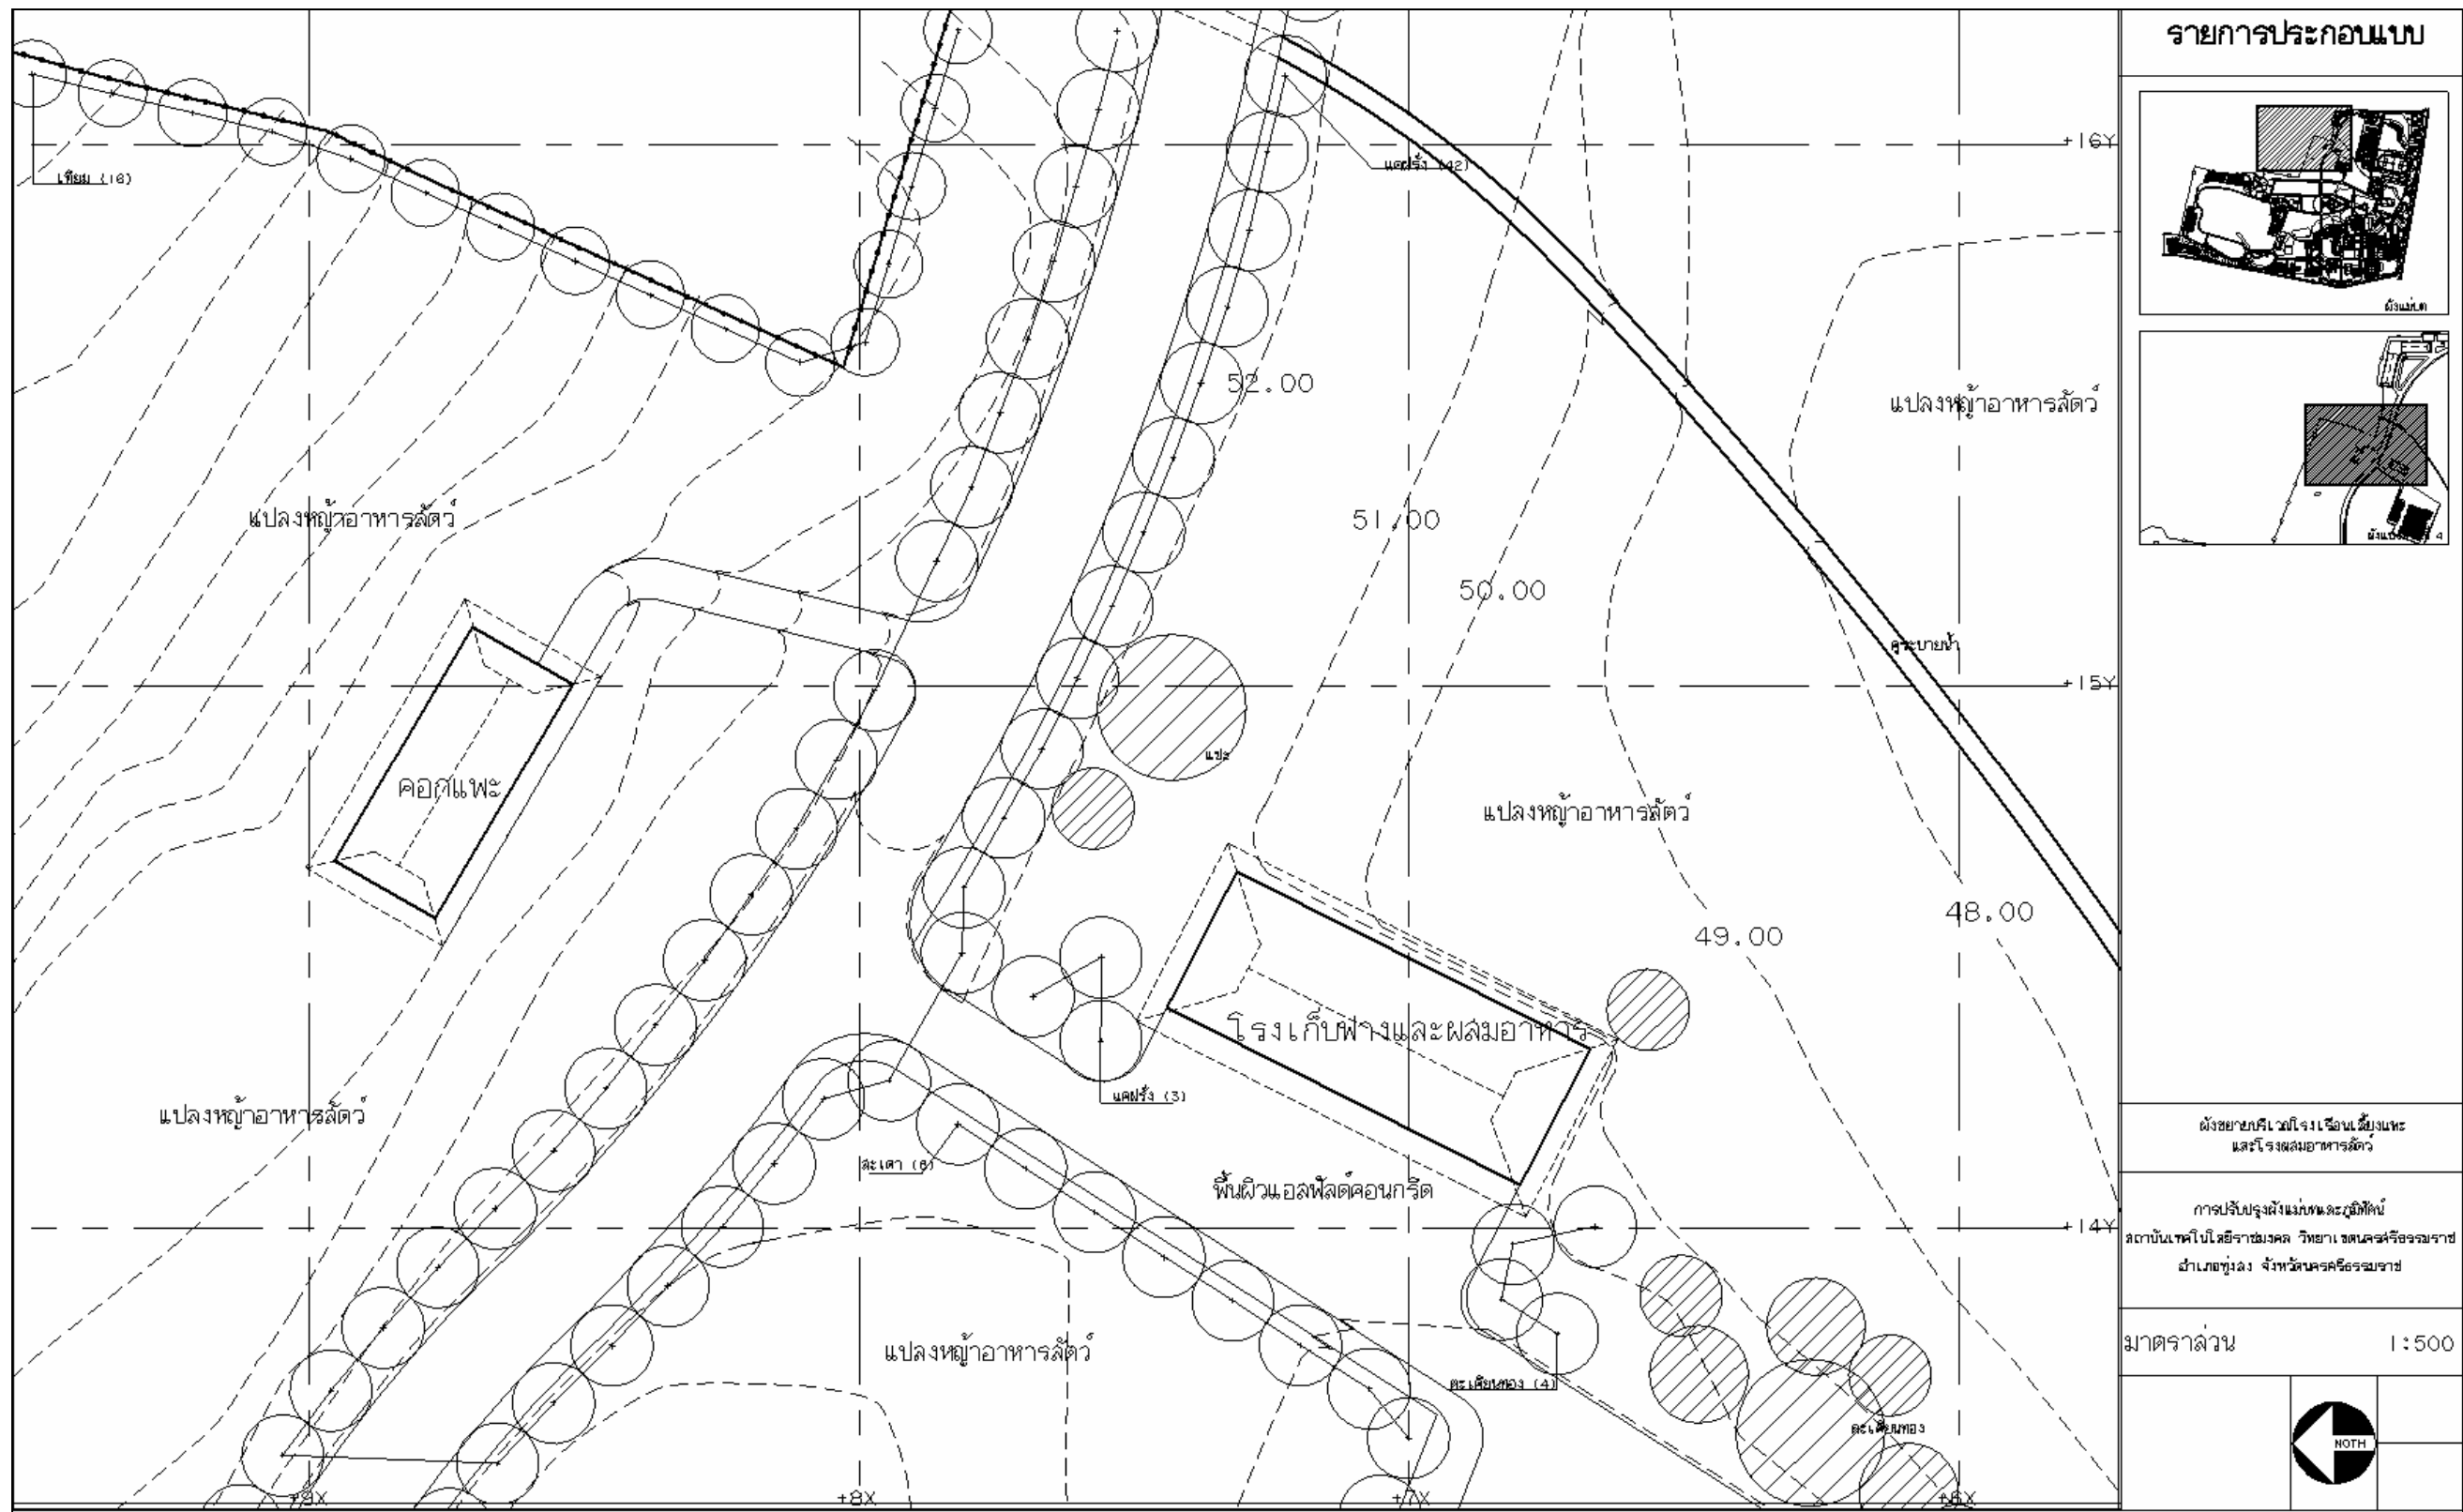 รายการประกอบแบบ
+16Y
เทียม (16)
แคฝรั่ง (42)
ผังแม่บท
52.00
แปลงหญ้าอาหารสัตว์
แปลงหญ้าอาหารสัตว์
51.00
50.00
คูระบายน้ำ
+15Y
แซะ
คอกแพะ
แปลงหญ้าอาหารสัตว์
48.00
49.00
โรงเก็บฟางและผสมอาหาร
แคฝรั่ง (3)
แปลงหญ้าอาหารสัตว์
ผังขยายบริเวณโรงเรือนเลี้ยงแพะ
และโรงผสมอาหารสัตว์
สะเดา (6)
พื้นผิวแอสฟัลต์คอนกรีต
การปรับปรุงผังแม่บทและภูมิทัศน์
+14Y
สถาบันเทคโนโลยีราชมงคล วิทยาเขตนครศรีธรรมราช
อำเภอทุ่งสง จังหวัดนครศรีธรรมราช
มาตราส่วน 1:500
แปลงหญ้าอาหารสัตว์
ตะเคียนทอง (4)
ตะเคียนทอง
NOTH
+9X
+8X
+7X
+6X